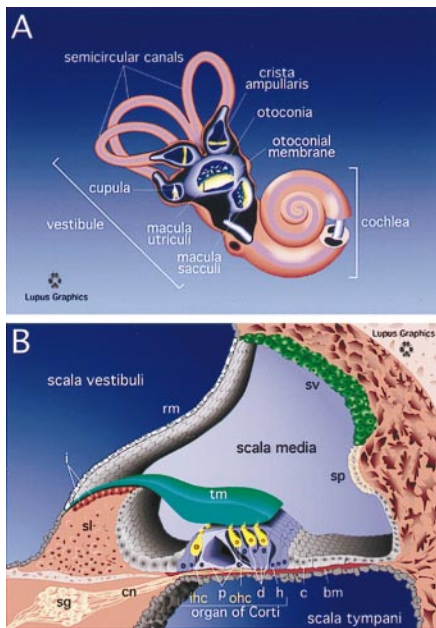 A
semicircular canals
crista
ampullaris
otoconia
otoconial
membrane
cupula
vestibule
macula
utriculi
macula
sacculi
cochlea
Lupus Graphics
B
Lupus Graphics
scala vestibuli
sv
rm
scala media
sp
i
tm
sl
cn
sg
p d h c bm
ihc ohc
organ of Corti
scala tympani